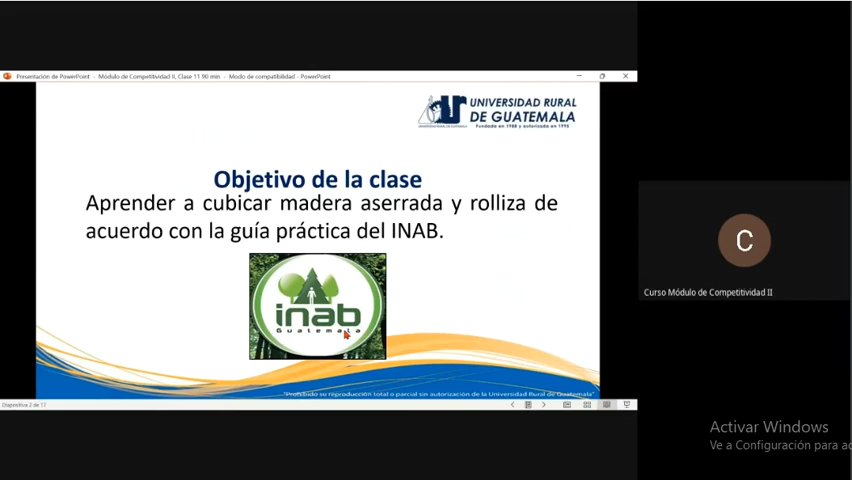 Presentación de PowerPoint - Módulo de Competitividad II, Clase 11 90 min - Modo de compatibilidad - PowerPoint
UNIVERSIDAD RURAL
DE GUATEMALA
Fundada en 1988 y autorizada en 1995
Objetivo de la clase
Aprender a cubicar madera aserrada y rolliza de
acuerdo con la guía práctica del INAB.
inab
Guatemala
"Prohibido su reproducción total o parcial sin autorización de la Universidad Rural de Guatemala"
Diapositiva 2 de 17
C
Curso Módulo de Competitividad II
Activar Windows
Ve a Configuración para ac